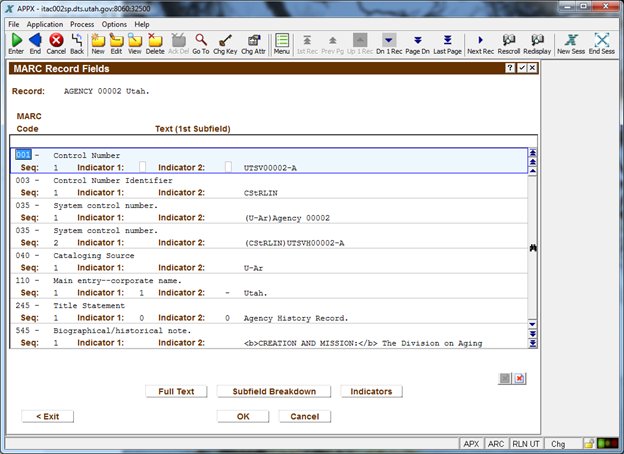 APPX - itac002sp.dts.utah.gov:8060:32500
File Application Process Options Help
Enter End Cancel Back New Edit View Delete Ack Del Go To Chg Key Chg Attr Menu 1st Rec Prev Pg Up 1 Rec Dn 1 Rec Page Dn Last Page Next Rec Rescroll Redisplay New Sess End Sess
MARC Record Fields
Record: AGENCY 00002 Utah.
MARC
Code Text (1st Subfield)
001 - Control Number
Seq: 1 Indicator 1: Indicator 2: UTSV00002-A
003 - Control Number Identifier
Seq: 1 Indicator 1: Indicator 2: CStRLIN
035 - System control number.
Seq: 1 Indicator 1: Indicator 2: (U-Ar)Agency 00002
035 - System control number.
Seq: 2 Indicator 1: Indicator 2: (CStRLIN)UTSVH00002-A
040 - Cataloging Source
Seq: 1 Indicator 1: Indicator 2: U-Ar
110 - Main entry--corporate name.
Seq: 1 Indicator 1: 1 Indicator 2: - Utah.
245 - Title Statement
Seq: 1 Indicator 1: 0 Indicator 2: 0 Agency History Record.
545 - Biographical/historical note.
Seq: 1 Indicator 1: Indicator 2: <b>CREATION AND MISSION:</b> The Division on Aging
Full Text Subfield Breakdown Indicators
< Exit OK Cancel
APPX ARC RLN UT Chg